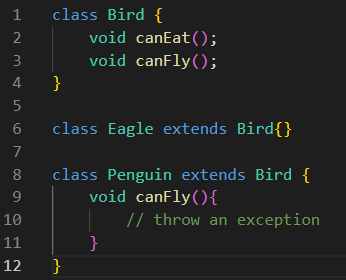 1 class Bird {
2     void canEat();
3     void canFly();
4 }
5
6 class Eagle extends Bird{}
7
8 class Penguin extends Bird {
9     void canFly(){
10         // throw an exception
11     }
12 }